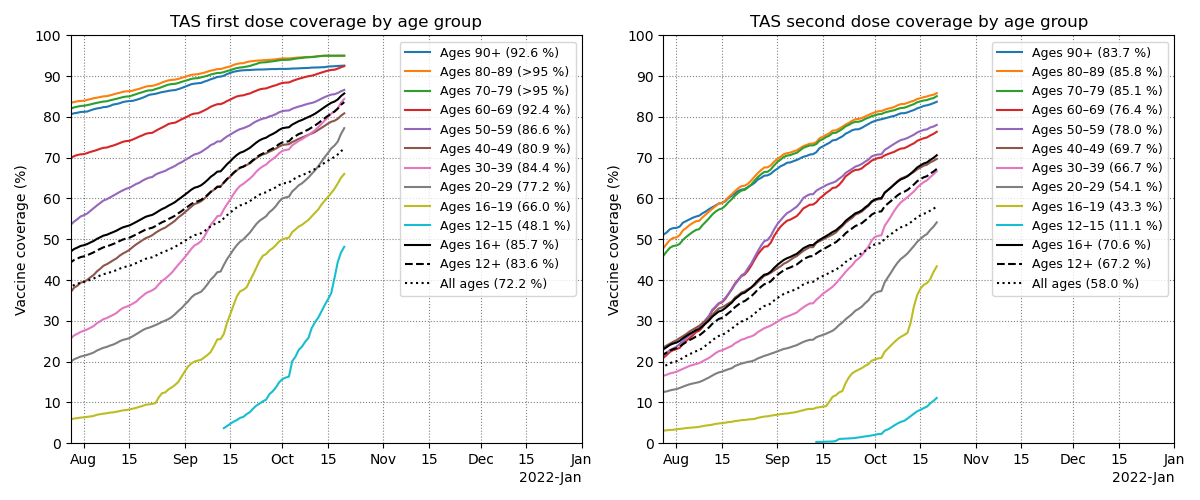 TAS first dose coverage by age group
Vaccine coverage (%)
100
90
80
70
60
50
40
30
20
10
0
Ages 90+ (92.6 %)
Ages 80–89 (>95 %)
Ages 70–79 (>95 %)
Ages 60–69 (92.4 %)
Ages 50–59 (86.6 %)
Ages 40–49 (80.9 %)
Ages 30–39 (84.4 %)
Ages 20–29 (77.2 %)
Ages 16–19 (66.0 %)
Ages 12–15 (48.1 %)
Ages 16+ (85.7 %)
Ages 12+ (83.6 %)
All ages (72.2 %)
Aug 15 Sep 15 Oct 15 Nov 15 Dec 15 Jan
2022-Jan
TAS second dose coverage by age group
Vaccine coverage (%)
100
90
80
70
60
50
40
30
20
10
0
Ages 90+ (83.7 %)
Ages 80–89 (85.8 %)
Ages 70–79 (85.1 %)
Ages 60–69 (76.4 %)
Ages 50–59 (78.0 %)
Ages 40–49 (69.7 %)
Ages 30–39 (66.7 %)
Ages 20–29 (54.1 %)
Ages 16–19 (43.3 %)
Ages 12–15 (11.1 %)
Ages 16+ (70.6 %)
Ages 12+ (67.2 %)
All ages (58.0 %)
Aug 15 Sep 15 Oct 15 Nov 15 Dec 15 Jan
2022-Jan